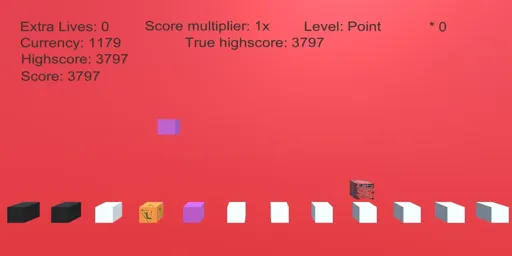 Extra Lives: 0 Score multiplier: 1x Level: Point * 0
Currency: 1179 True highscore: 3797
Highscore: 3797
Score: 3797